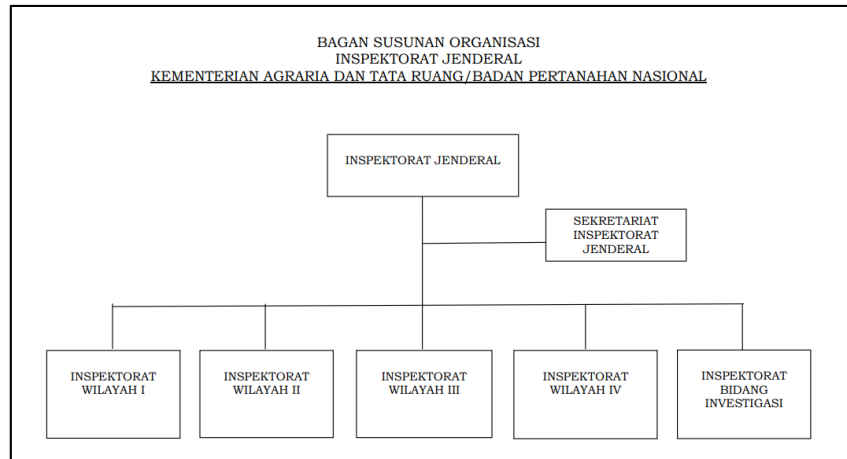 BAGAN SUSUNAN ORGANISASI
INSPEKTORAT JENDERAL
KEMENTERIAN AGRARIA DAN TATA RUANG/BADAN PERTANAHAN NASIONAL
INSPEKTORAT JENDERAL
SEKRETARIAT
INSPEKTORAT
JENDERAL
INSPEKTORAT
WILAYAH I
INSPEKTORAT
WILAYAH II
INSPEKTORAT
WILAYAH III
INSPEKTORAT
WILAYAH IV
INSPEKTORAT
BIDANG
INVESTIGASI